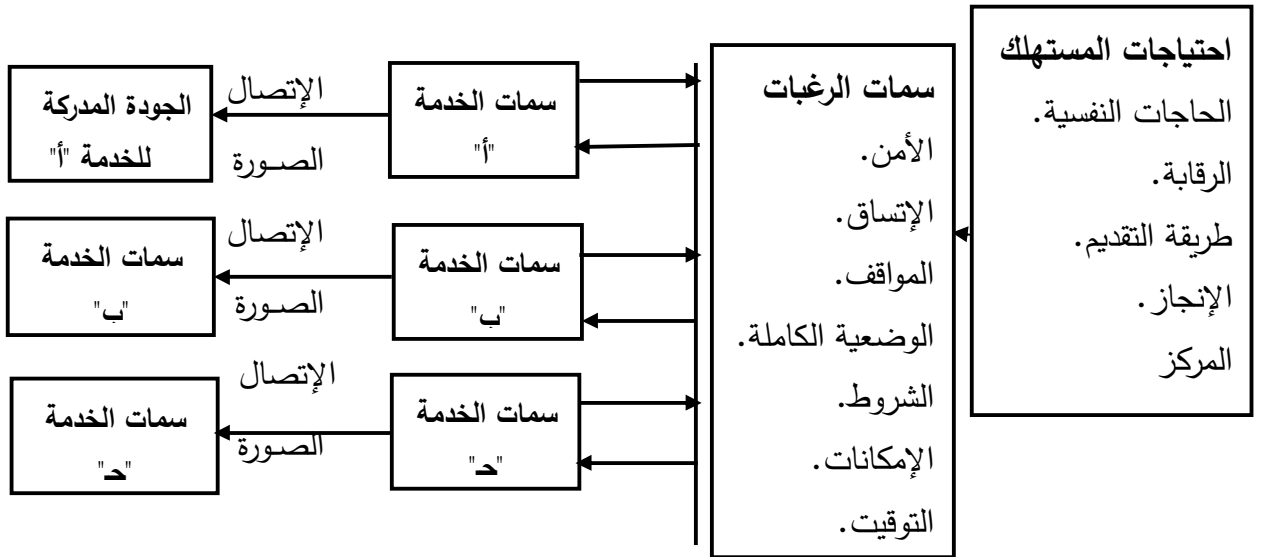 احتياجات المستهلك
الحاجات النفسية.
الرقابة.
طريقة التقديم.
الإنجاز.
المركز
سمات الرغبات
الأمن.
الإتساق.
المواقف.
الوضعية الكاملة.
الشروط.
الإمكانات.
التوقيت.
سمات الخدمة
"أ"
الإتصال
الصورة
الجودة المدركة
للخدمة "أ"
سمات الخدمة
"ب"
الإتصال
الصورة
سمات الخدمة
"ب"
سمات الخدمة
"حـ"
الإتصال
الصورة
سمات الخدمة
"حـ"